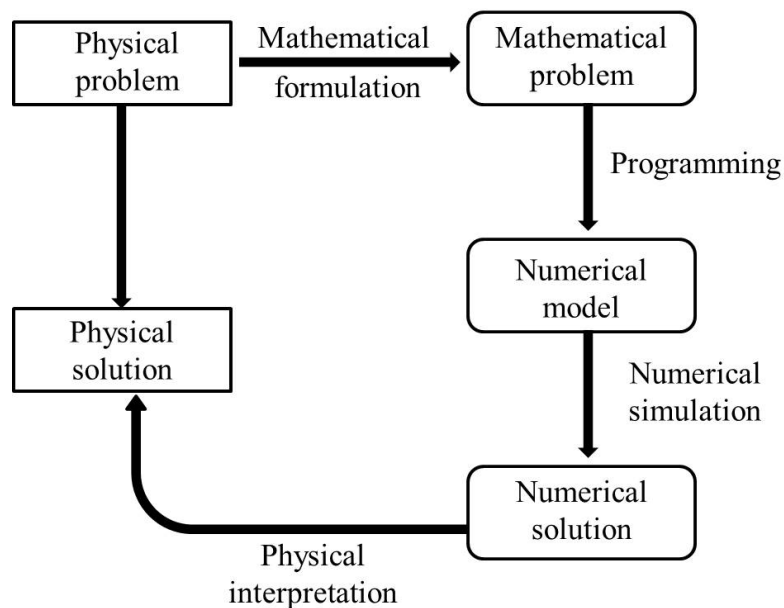 Physical
problem
Mathematical
formulation
Mathematical
problem
Programming
Numerical
model
Physical
solution
Numerical
simulation
Numerical
solution
Physical
interpretation